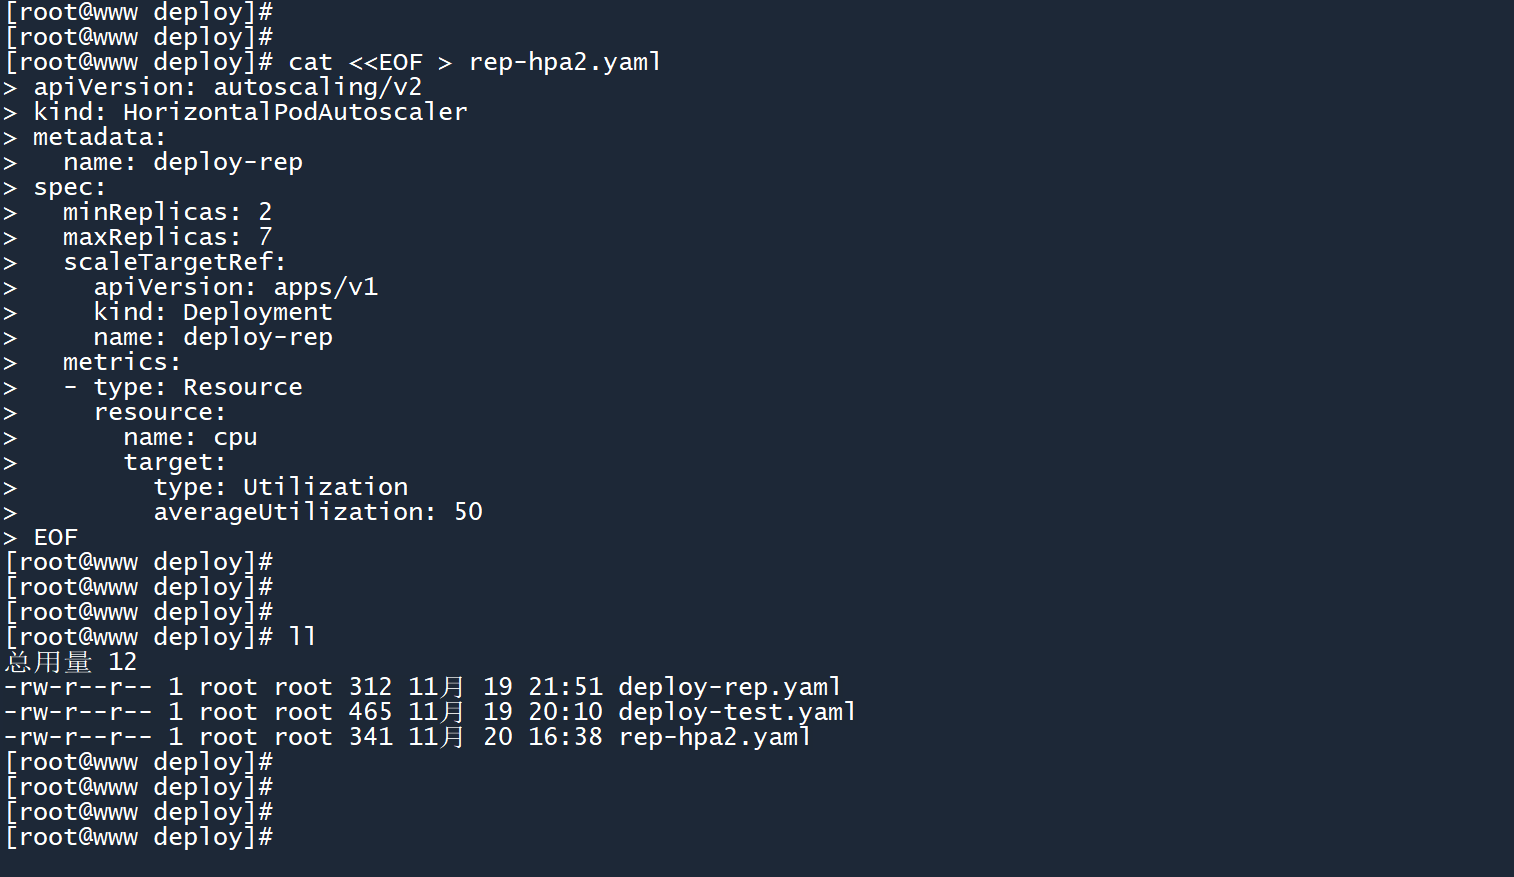 [root@www deploy]#
[root@www deploy]#
[root@www deploy]# cat <<EOF > rep-hpa2.yaml
> apiVersion: autoscaling/v2
> kind: HorizontalPodAutoscaler
> metadata:
>   name: deploy-rep
> spec:
>   minReplicas: 2
>   maxReplicas: 7
>   scaleTargetRef:
>     apiVersion: apps/v1
>     kind: Deployment
>     name: deploy-rep
>   metrics:
>   - type: Resource
>     resource:
>       name: cpu
>       target:
>         type: Utilization
>         averageUtilization: 50
> EOF
[root@www deploy]#
[root@www deploy]#
[root@www deploy]#
[root@www deploy]# ll
总用量 12
-rw-r--r-- 1 root root 312 11月 19 21:51 deploy-rep.yaml
-rw-r--r-- 1 root root 465 11月 19 20:10 deploy-test.yaml
-rw-r--r-- 1 root root 341 11月 20 16:38 rep-hpa2.yaml
[root@www deploy]#
[root@www deploy]#
[root@www deploy]#
[root@www deploy]#